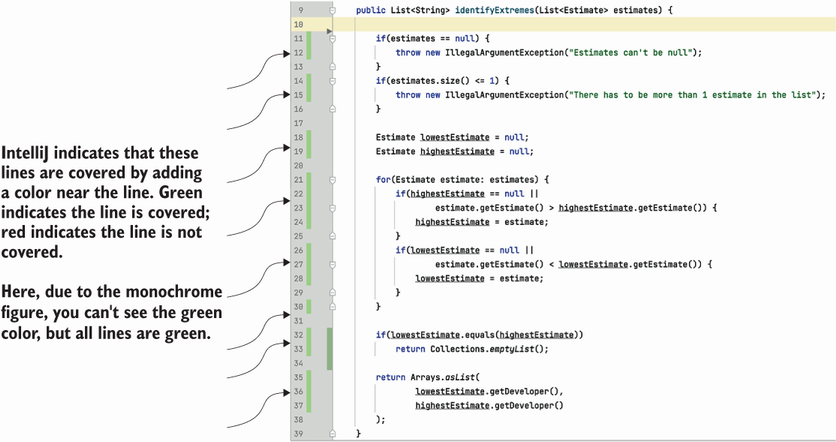 IntelliJ indicates that these
lines are covered by adding
a color near the line. Green
indicates the line is covered;
red indicates the line is not
covered.
Here, due to the monochrome
figure, you can't see the green
color, but all lines are green.
9 public List<String> identifyExtremes(List<Estimate> estimates) {
10
11 if(estimates == null) {
12 throw new IllegalArgumentException("Estimates can't be null");
13 }
14 if(estimates.size() <= 1) {
15 throw new IllegalArgumentException("There has to be more than 1 estimate in the list");
16 }
17
18 Estimate lowestEstimate = null;
19 Estimate highestEstimate = null;
20
21 for(Estimate estimate: estimates) {
22 if(highestEstimate == null ||
23 estimate.getEstimate() > highestEstimate.getEstimate()) {
24 highestEstimate = estimate;
25 }
26 if(lowestEstimate == null ||
27 estimate.getEstimate() < lowestEstimate.getEstimate()) {
28 lowestEstimate = estimate;
29 }
30 }
31
32 if(lowestEstimate.equals(highestEstimate))
33 return Collections.emptyList();
34
35 return Arrays.asList(
36 lowestEstimate.getDeveloper(),
37 highestEstimate.getDeveloper()
38 );
39 }